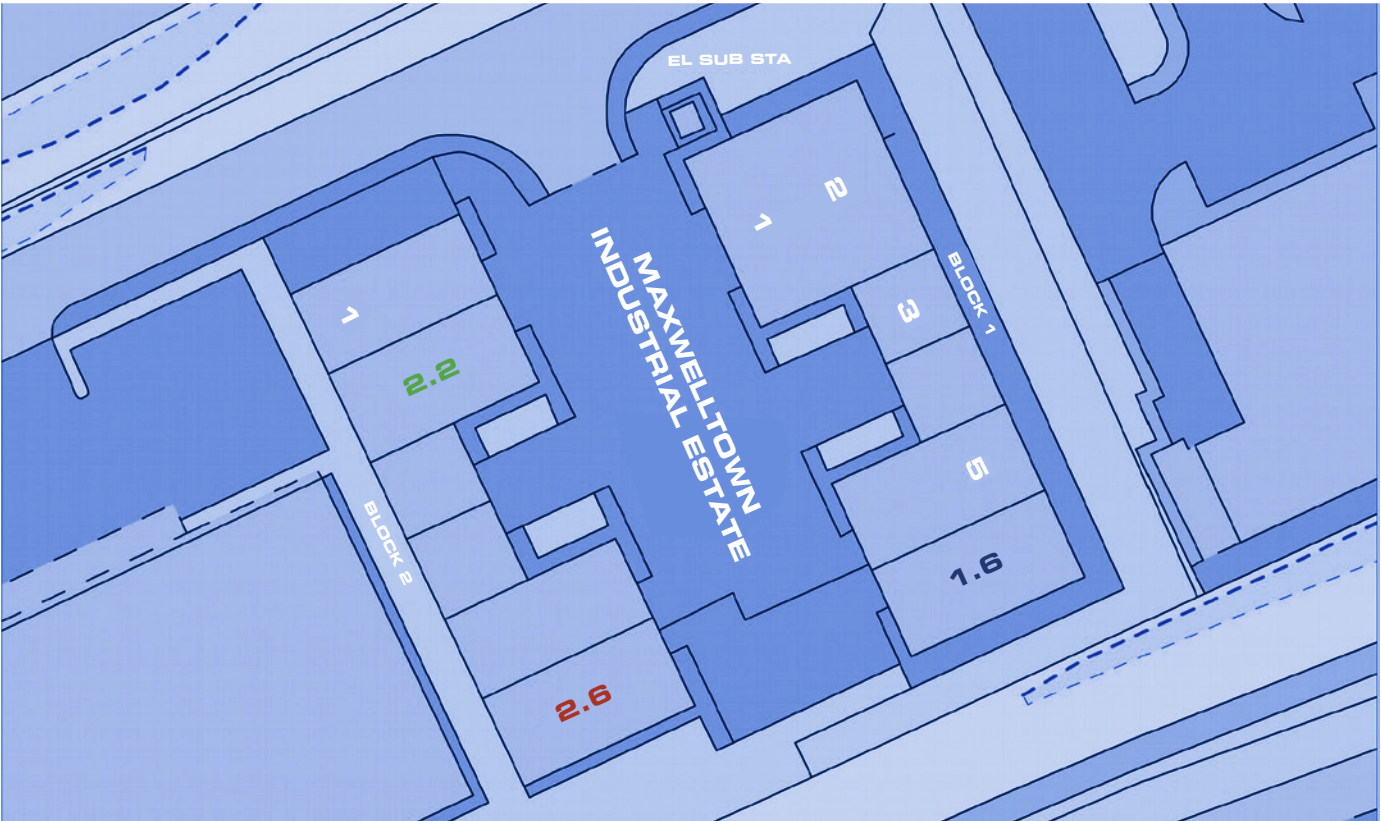 EL SUB STA
1
2
MAXWELLTOWN
INDUSTRIAL ESTATE
BLOCK 1
3
1
2.2
5
BLOCK 2
1.6
2.6